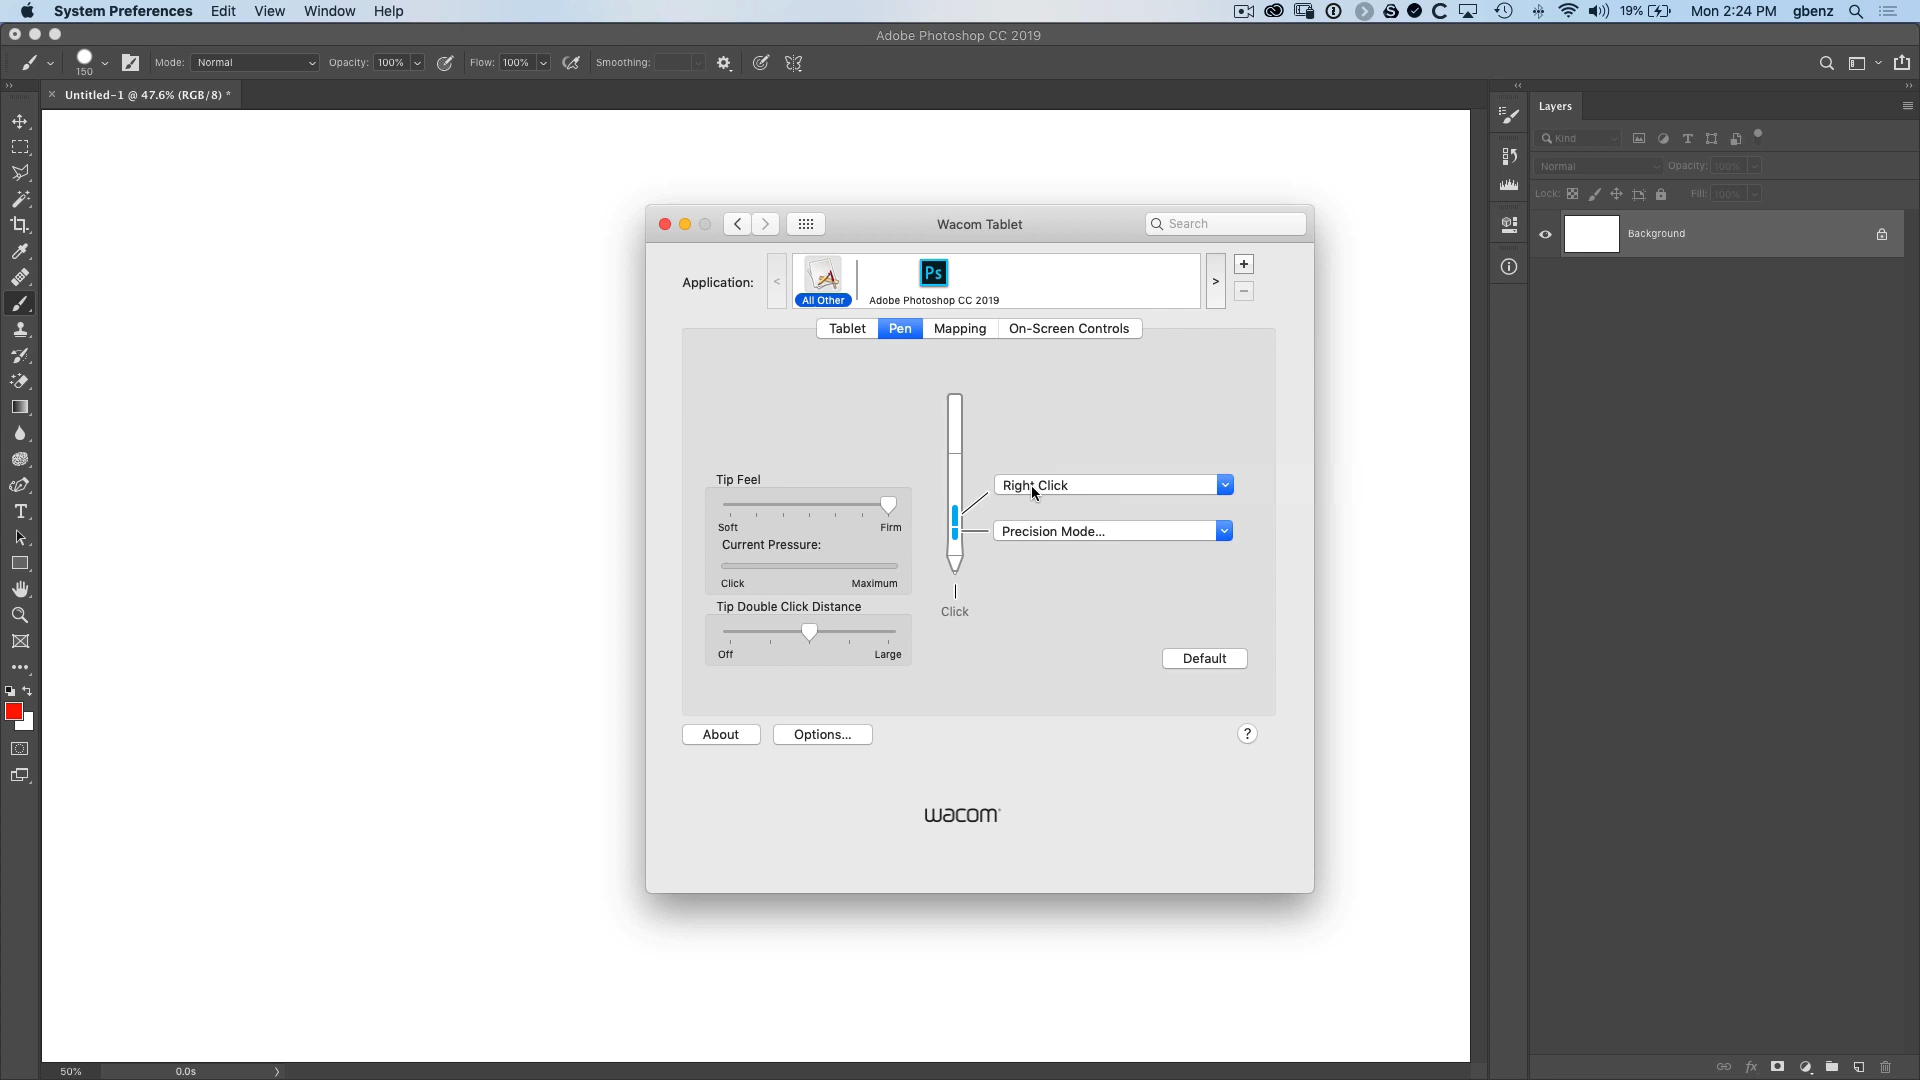 System Preferences Edit View Window Help 19% Mon 2:24 PM gbenz
Adobe Photoshop CC 2019
150 Mode: Normal Opacity: 100% Flow: 100% Smoothing:
× Untitled-1 @ 47.6% (RGB/8) *
Layers
Kind
Normal Opacity: 100%
Lock: Fill: 100%
Background
Wacom Tablet
Search
Application: < Ps > +
All Other Adobe Photoshop CC 2019 −
Tablet Pen Mapping On-Screen Controls
Tip Feel
Right Click
Soft Firm
Precision Mode...
Current Pressure:
Click Maximum
Tip Double Click Distance
Click
Off Large
Default
About Options... ?
wacom
fx
50% 0.0s